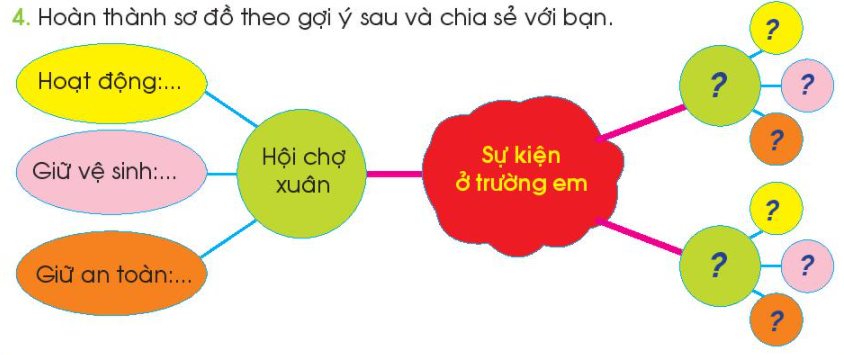 4. Hoàn thành sơ đồ theo gợi ý sau và chia sẻ với bạn.
Hoạt động:...
Giữ vệ sinh:...
Giữ an toàn:...
Hội chợ
xuân
Sự kiện
ở trường em
?
?
?
?
?
?
?
?